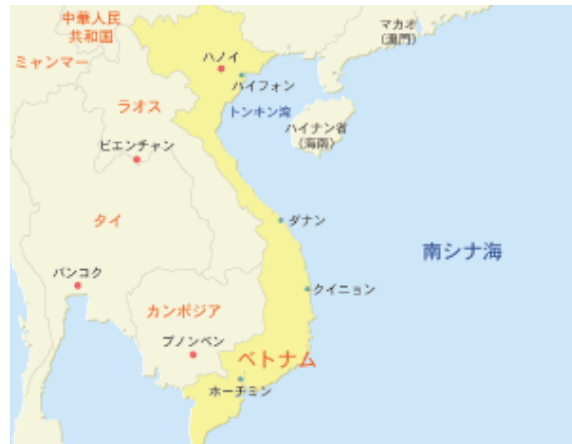 中華人民
共和国
マカオ
(澳門)
ミャンマー
ハノイ
ハイフォン
ラオス
トンキン湾
ハイナン省
(海南)
ビエンチャン
タイ
ダナン
南シナ海
バンコク
クイニョン
カンボジア
プノンペン
ベトナム
ホーチミン